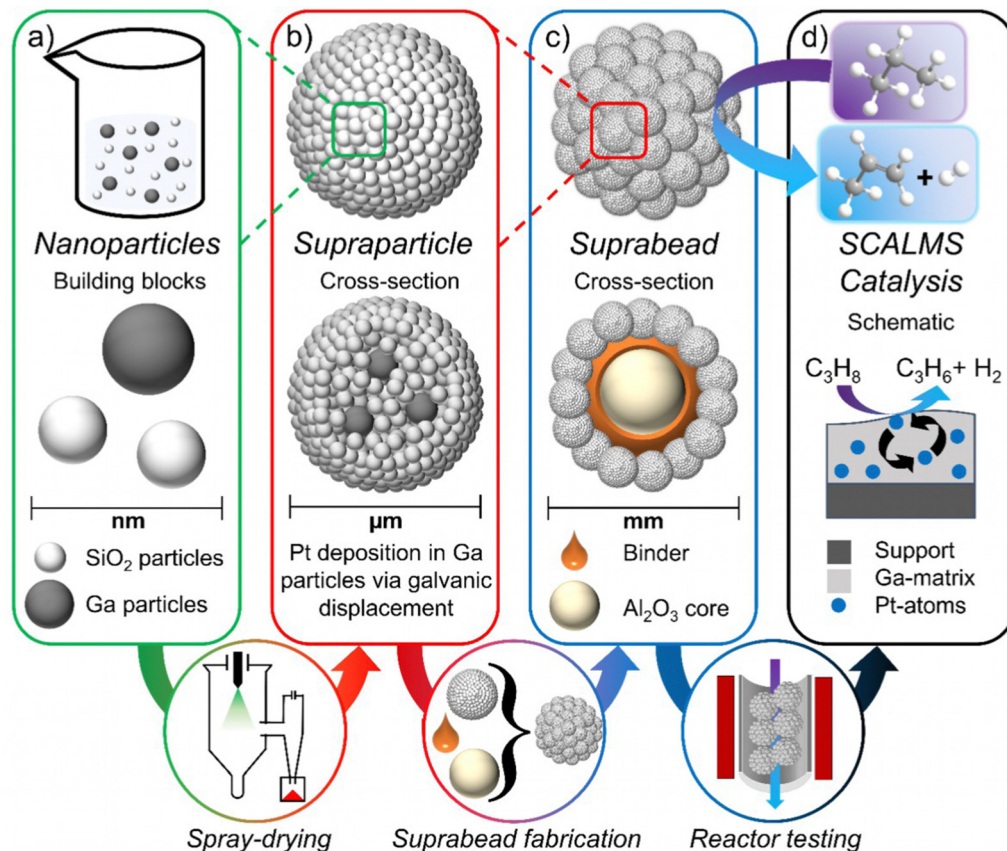 a)
Nanoparticles
Building blocks
nm
SiO₂ particles
Ga particles
b)
Supraparticle
Cross-section
µm
Pt deposition in Ga
particles via galvanic
displacement
c)
Suprabead
Cross-section
mm
Binder
Al₂O₃ core
d)
+
SCALMS
Catalysis
Schematic
C₃H₈ C₃H₆+ H₂
Support
Ga-matrix
Pt-atoms
Spray-drying
Suprabead fabrication
Reactor testing